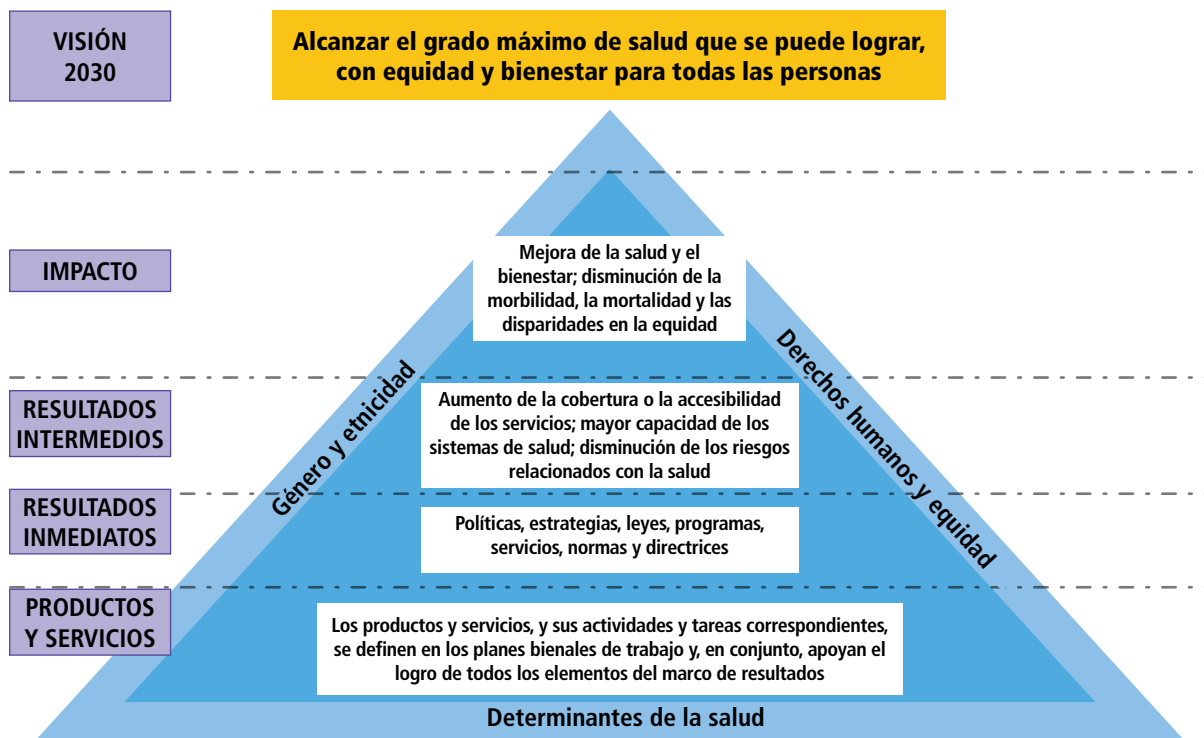 VISIÓN
2030
Alcanzar el grado máximo de salud que se puede lograr,
con equidad y bienestar para todas las personas
IMPACTO
Mejora de la salud y el
bienestar; disminución de la
morbilidad, la mortalidad y las
disparidades en la equidad
Género y etnicidad
Derechos humanos y equidad
RESULTADOS
INTERMEDIOS
Aumento de la cobertura o la accesibilidad
de los servicios; mayor capacidad de los
sistemas de salud; disminución de los riesgos
relacionados con la salud
RESULTADOS
INMEDIATOS
Políticas, estrategias, leyes, programas,
servicios, normas y directrices
PRODUCTOS
Y SERVICIOS
Los productos y servicios, y sus actividades y tareas correspondientes,
se definen en los planes bienales de trabajo y, en conjunto, apoyan el
logro de todos los elementos del marco de resultados
Determinantes de la salud